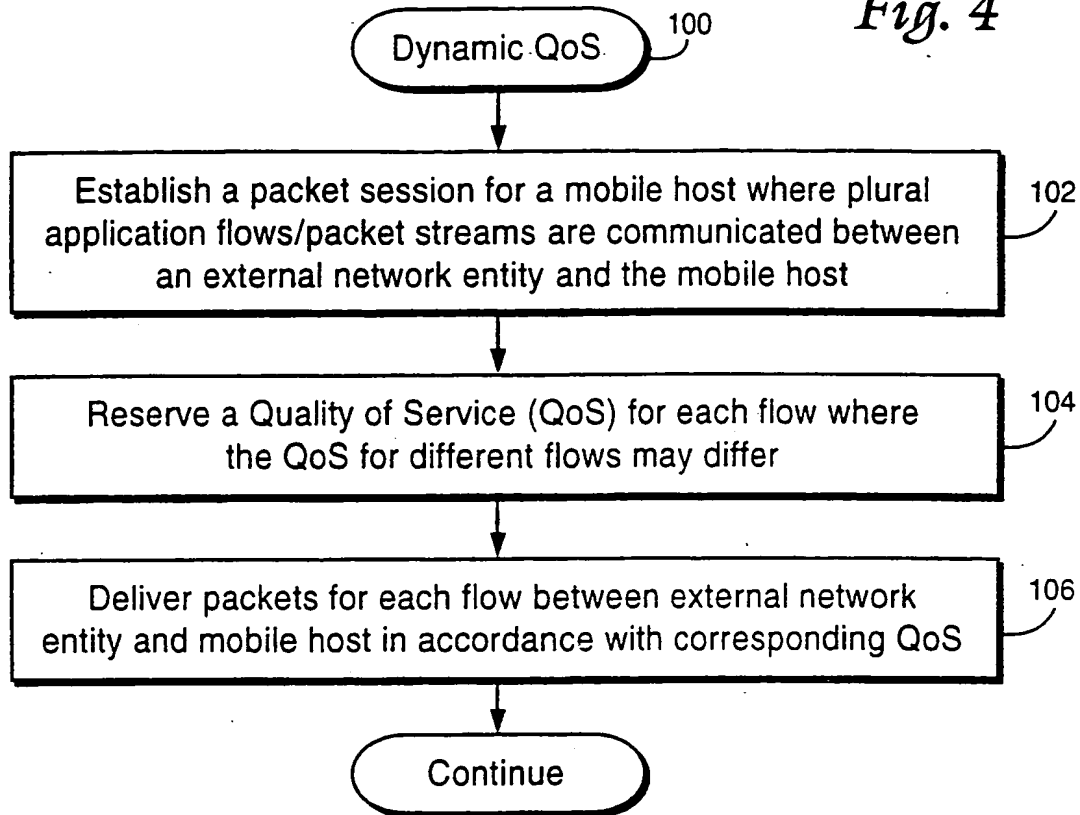 Fig. 4
Dynamic QoS
100
Establish a packet session for a mobile host where plural
application flows/packet streams are communicated between
an external network entity and the mobile host
102
Reserve a Quality of Service (QoS) for each flow where
the QoS for different flows may differ
104
Deliver packets for each flow between external network
entity and mobile host in accordance with corresponding QoS
106
Continue